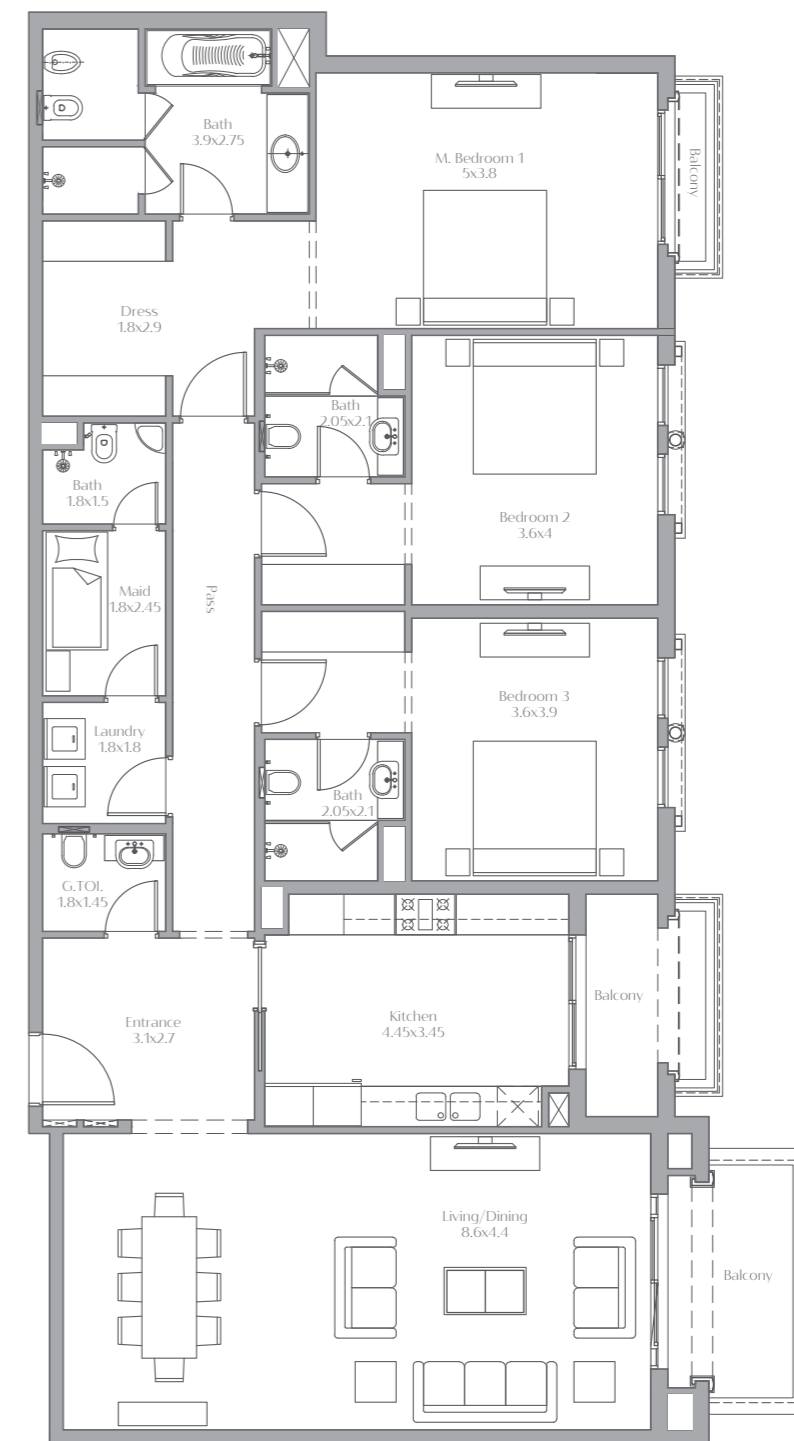 Bath
3.9x2.75
M. Bedroom 1
5x3.8
Balcony
Dress
1.8x2.9
Bath
2.05x2.1
Bath
1.8x1.5
Bedroom 2
3.6x4
Maid
1.8x2.45
Pass
Bedroom 3
3.6x3.9
Laundry
1.8x1.8
Bath
2.05x2.1
G.TOI.
1.8x1.45
Balcony
Entrance
3.1x2.7
Kitchen
4.45x3.45
Living/Dining
8.6x4.4
Balcony